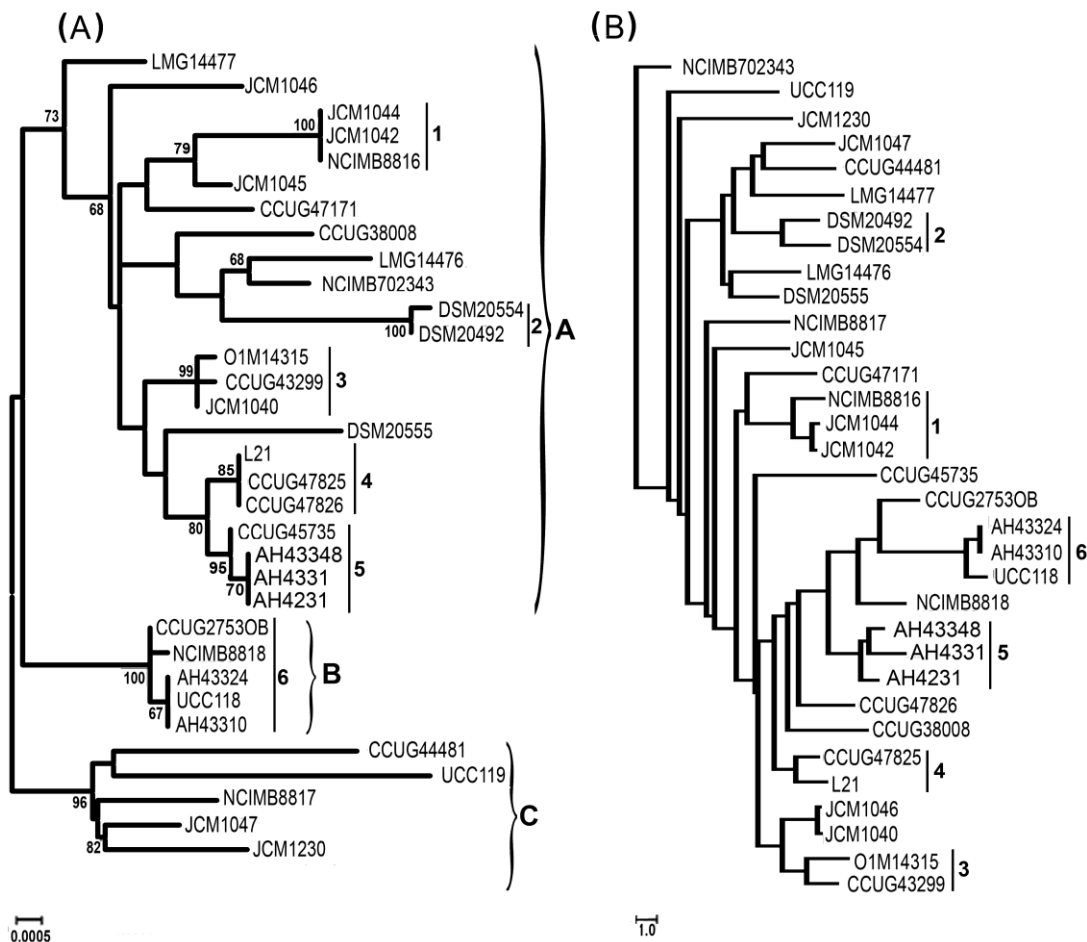 (A)
LMG14477
JCM1046
73
JCM1044
100
JCM1042
1
NCIMB8816
79
JCM1045
68
CCUG47171
CCUG38008
LMG14476
68
NCIMB702343
DSM20554
100
DSM20492
2
A
O1M14315
99
CCUG43299
3
JCM1040
DSM20555
L21
85
CCUG47825
4
CCUG47826
80
CCUG45735
AH43348
95
AH4331
5
70
AH4231
CCUG2753OB
NCIMB8818
100
AH43324
6
B
UCC118
67
AH43310
CCUG44481
UCC119
96
NCIMB8817
JCM1047
C
82
JCM1230
0.0005
(B)
NCIMB702343
UCC119
JCM1230
JCM1047
CCUG44481
LMG14477
DSM20492
2
DSM20554
LMG14476
DSM20555
NCIMB8817
JCM1045
CCUG47171
NCIMB8816
JCM1044
1
JCM1042
CCUG45735
CCUG2753OB
AH43324
AH43310
6
UCC118
NCIMB8818
AH43348
AH4331
5
AH4231
CCUG47826
CCUG38008
CCUG47825
4
L21
JCM1046
JCM1040
O1M14315
3
CCUG43299
1.0